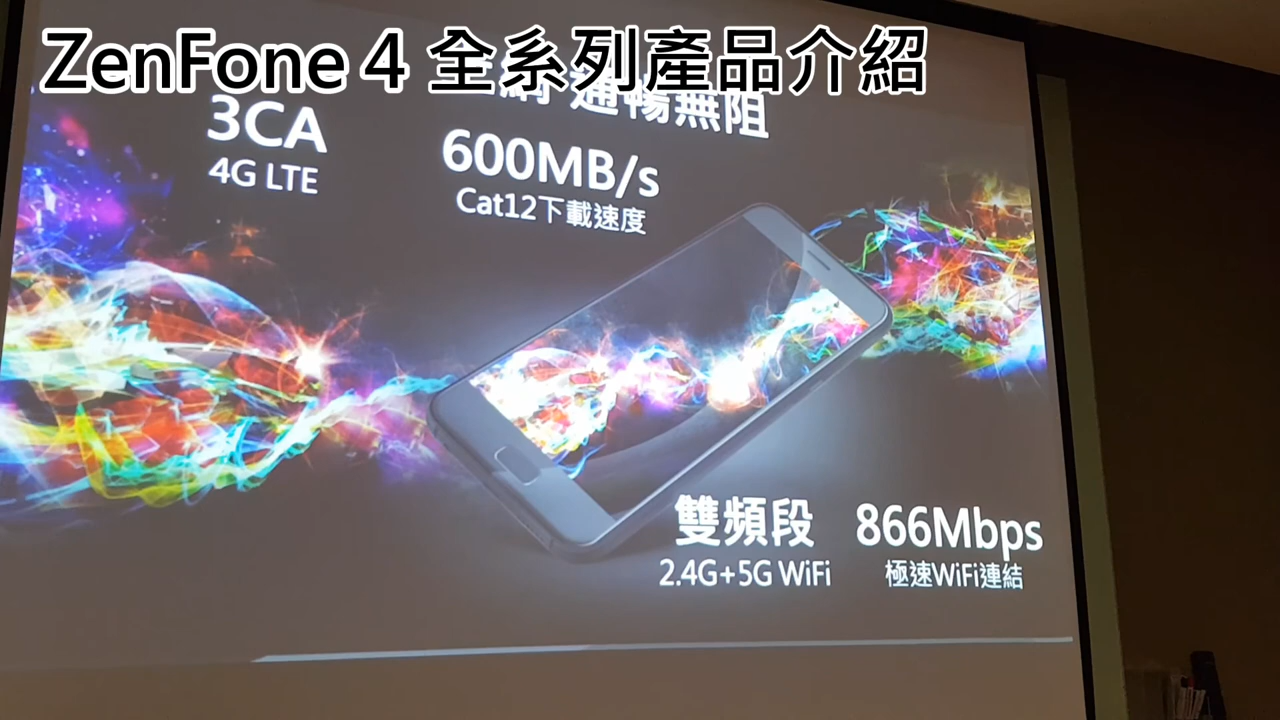 ZenFone 4 全系列產品介紹
通暢無阻
3CA
4G LTE
600MB/s
Cat12下載速度
雙頻段
2.4G+5G WiFi
866Mbps
極速WiFi連結